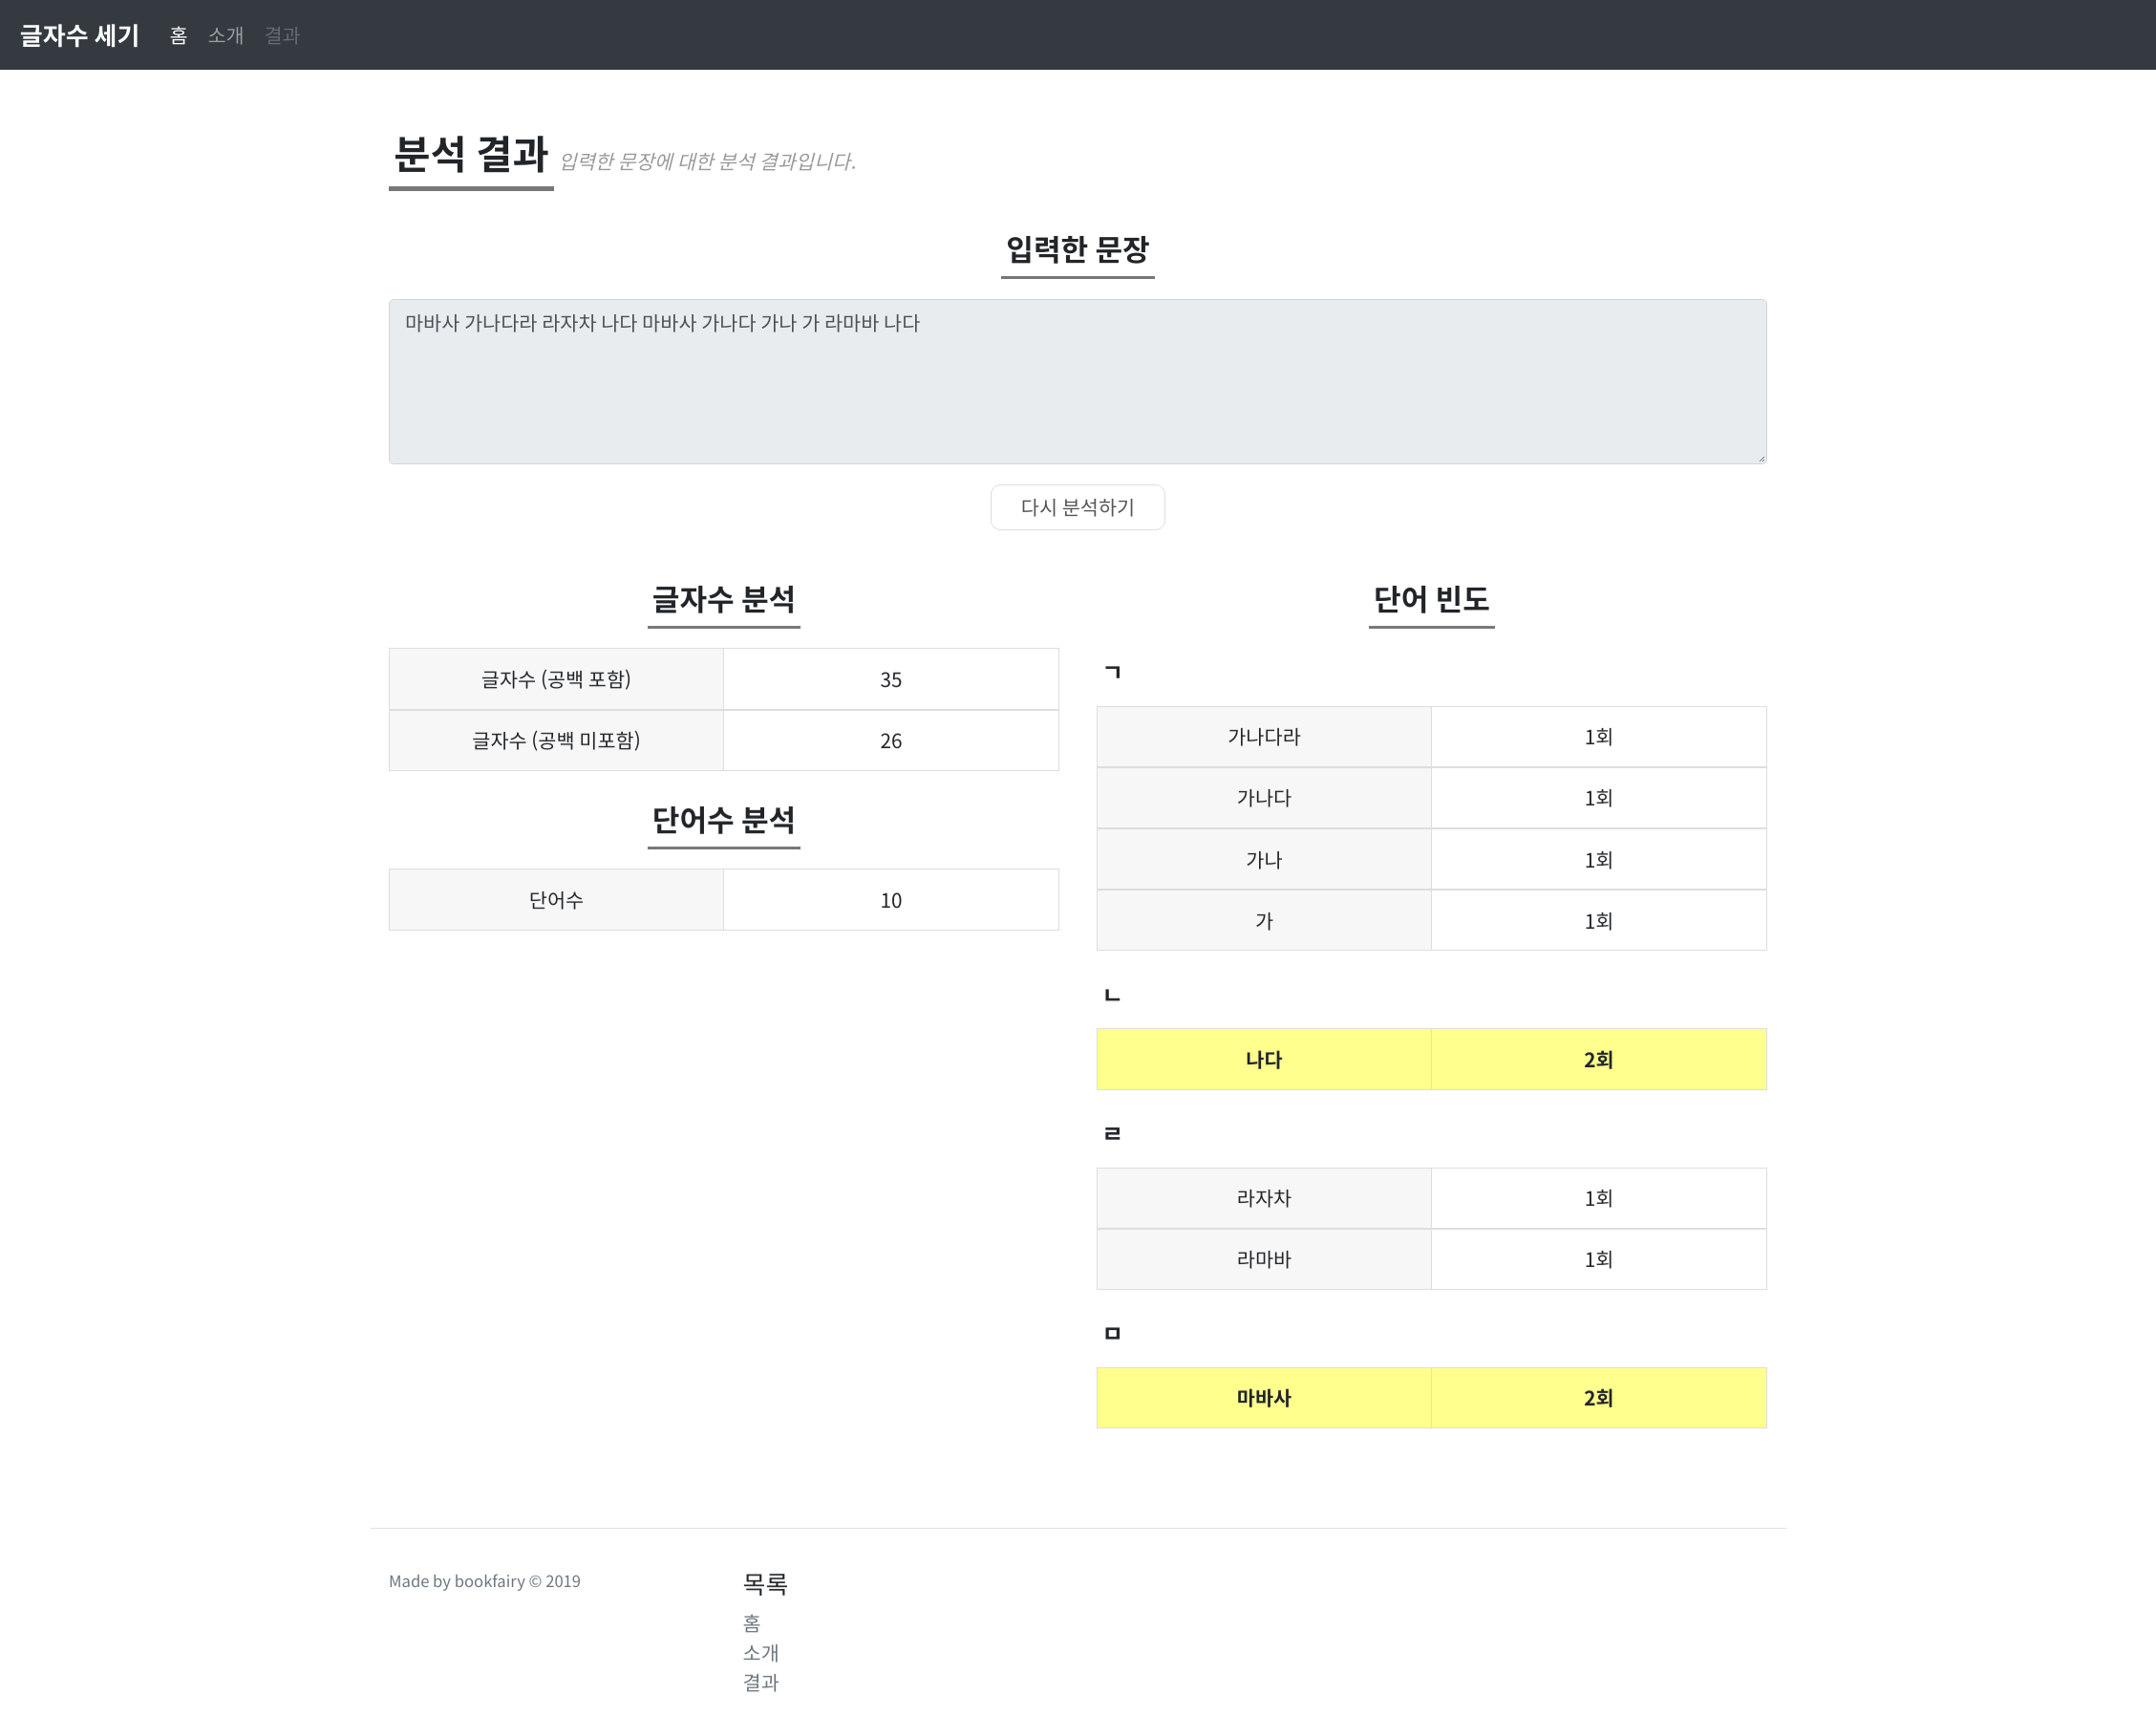 글자수 세기 홈 소개 결과
분석 결과 입력한 문장에 대한 분석 결과입니다.
입력한 문장
마바사 가나다라 라자차 나다 마바사 가나다 가나 가 라마바 나다
다시 분석하기
글자수 분석
글자수 (공백 포함) 35
글자수 (공백 미포함) 26
단어수 분석
단어수 10
단어 빈도
ㄱ
가나다라 1회
가나다 1회
가나 1회
가 1회
ㄴ
나다 2회
ㄹ
라자차 1회
라마바 1회
ㅁ
마바사 2회
Made by bookfairy © 2019
목록
홈
소개
결과